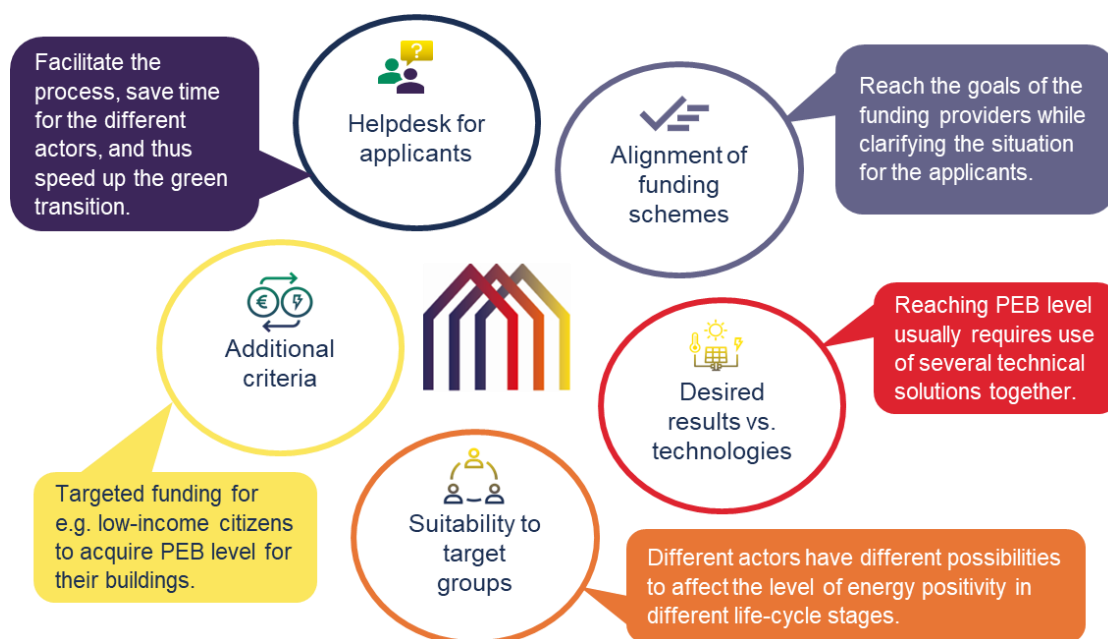 Facilitate the
process, save time
for the different
actors, and thus
speed up the green
transition.
?
Helpdesk for
applicants
Alignment of
funding
schemes
Reach the goals of the
funding providers while
clarifying the situation
for the applicants.
€
Additional
criteria
Targeted funding for
e.g. low-income citizens
to acquire PEB level for
their buildings.
Desired
results vs.
technologies
Reaching PEB level
usually requires use
of several technical
solutions together.
Suitability to
target
groups
Different actors have different possibilities
to affect the level of energy positivity in
different life-cycle stages.